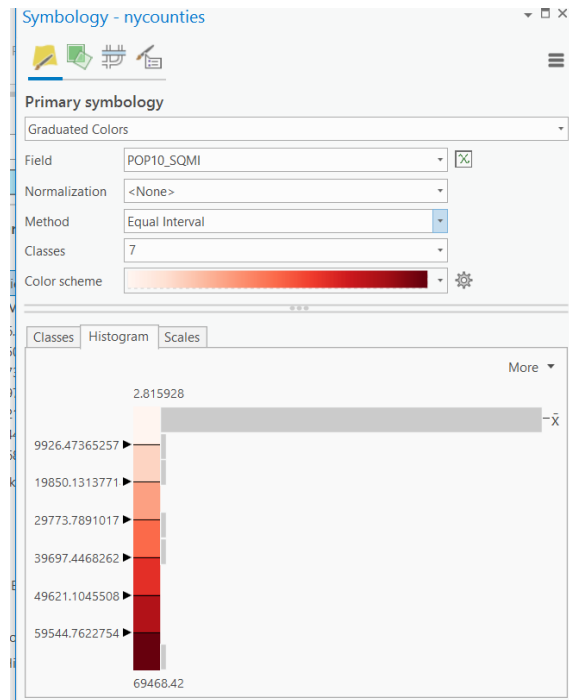 Symbology - nycounties
Primary symbology
Graduated Colors
Field POP10_SQMI
Normalization <None>
Method Equal Interval
Classes 7
Color scheme
Classes Histogram Scales
More
2.815928
x̄
9926.47365257
19850.1313771
29773.7891017
39697.4468262
49621.1045508
59544.7622754
69468.42